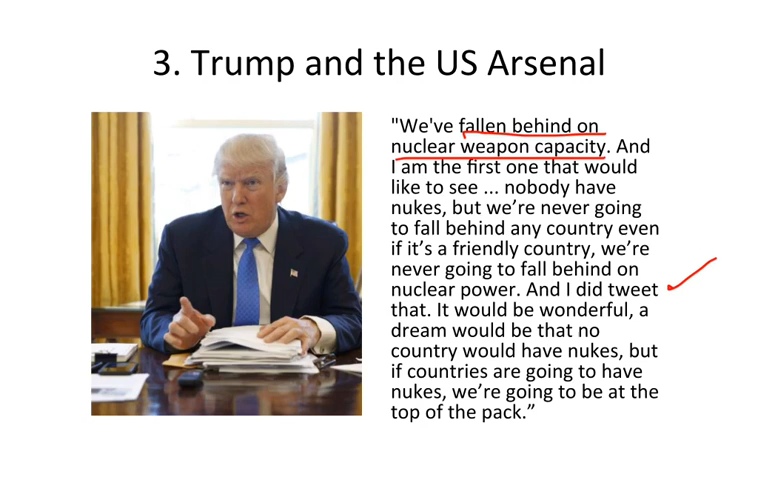 3. Trump and the US Arsenal
"We've fallen behind on
nuclear weapon capacity. And
I am the first one that would
like to see ... nobody have
nukes, but we’re never going
to fall behind any country even
if it’s a friendly country, we’re
never going to fall behind on
nuclear power. And I did tweet
that. It would be wonderful, a
dream would be that no
country would have nukes, but
if countries are going to have
nukes, we’re going to be at the
top of the pack.”